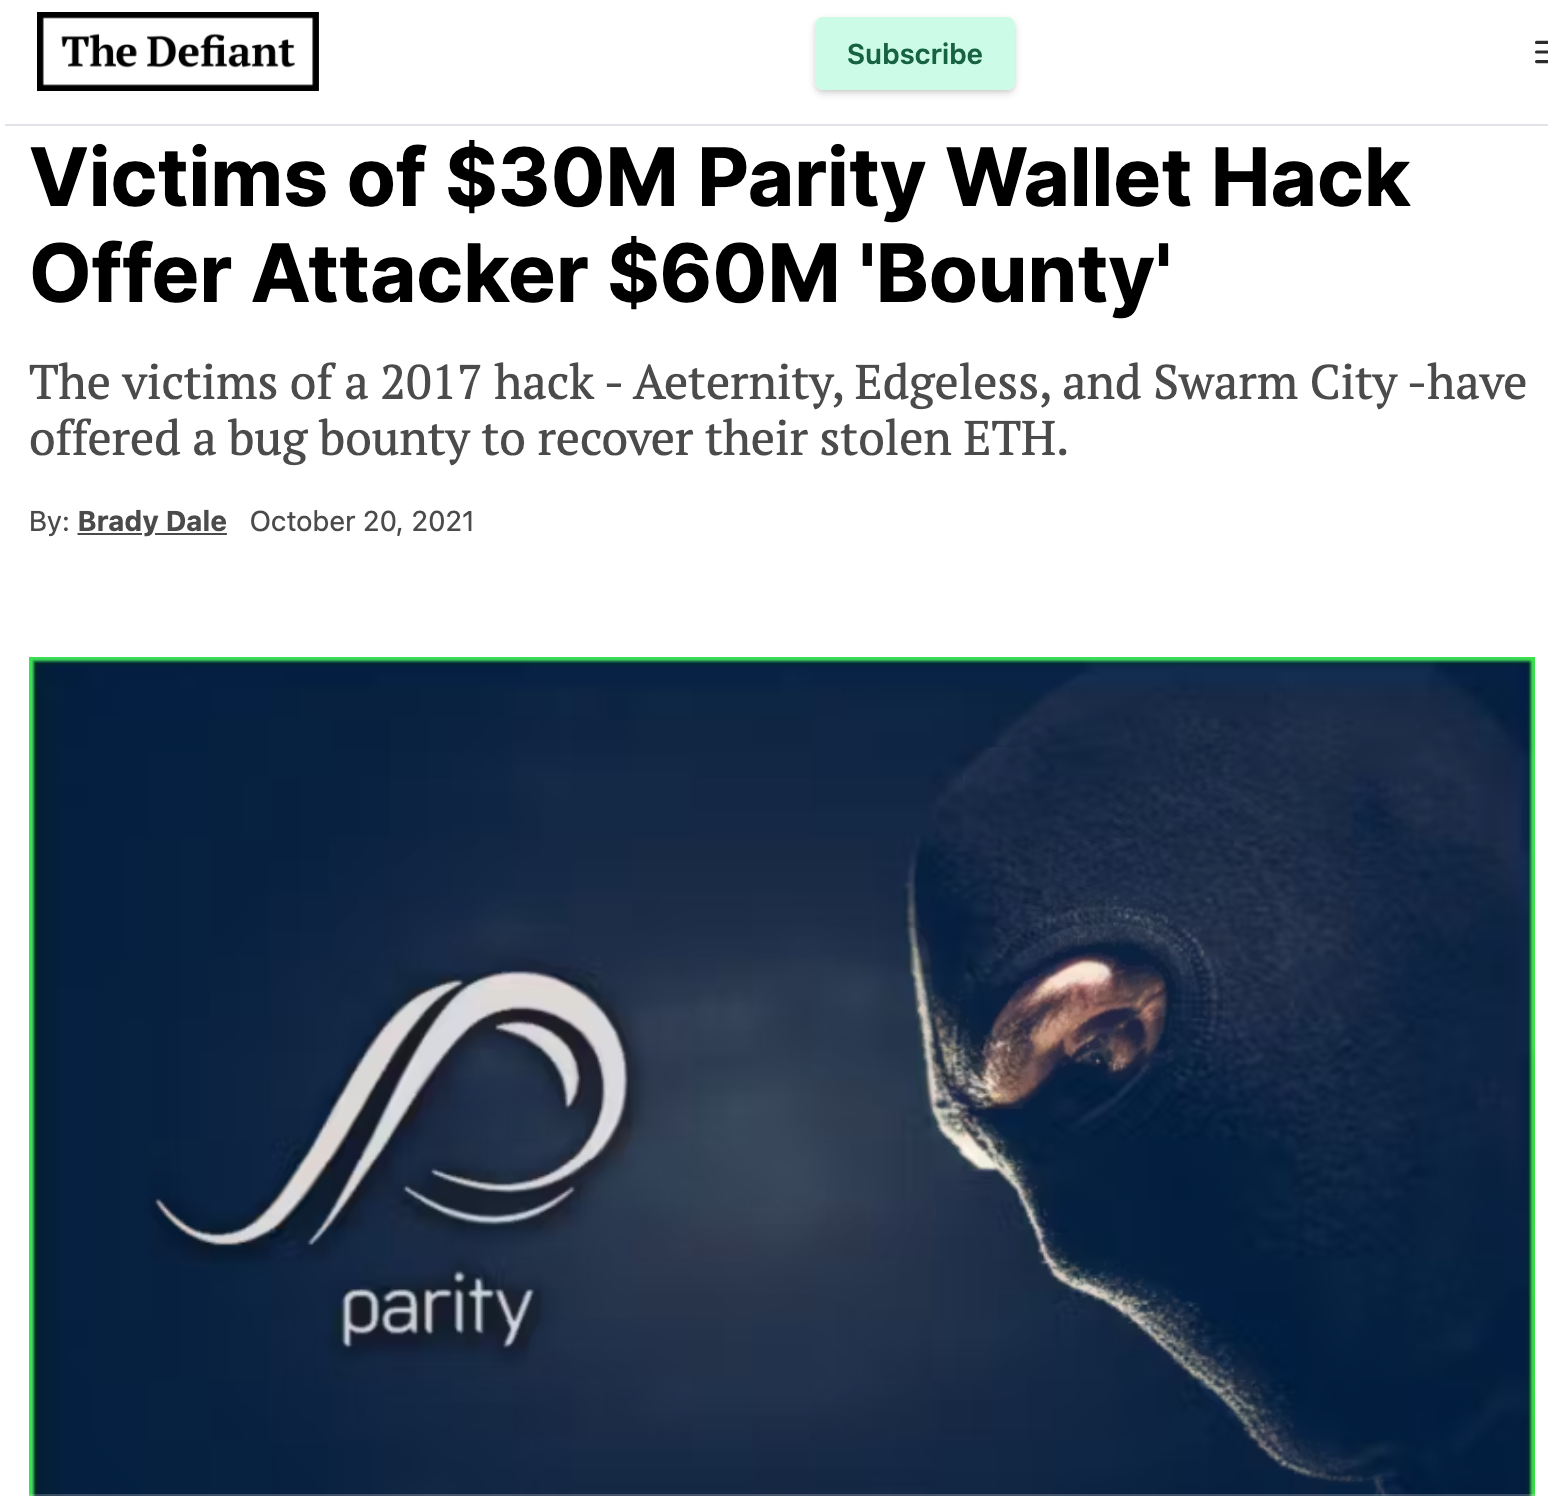 The Defiant
Subscribe
Victims of $30M Parity Wallet Hack
Offer Attacker $60M 'Bounty'
The victims of a 2017 hack - Aeternity, Edgeless, and Swarm City -have
offered a bug bounty to recover their stolen ETH.
By: Brady Dale October 20, 2021
parity